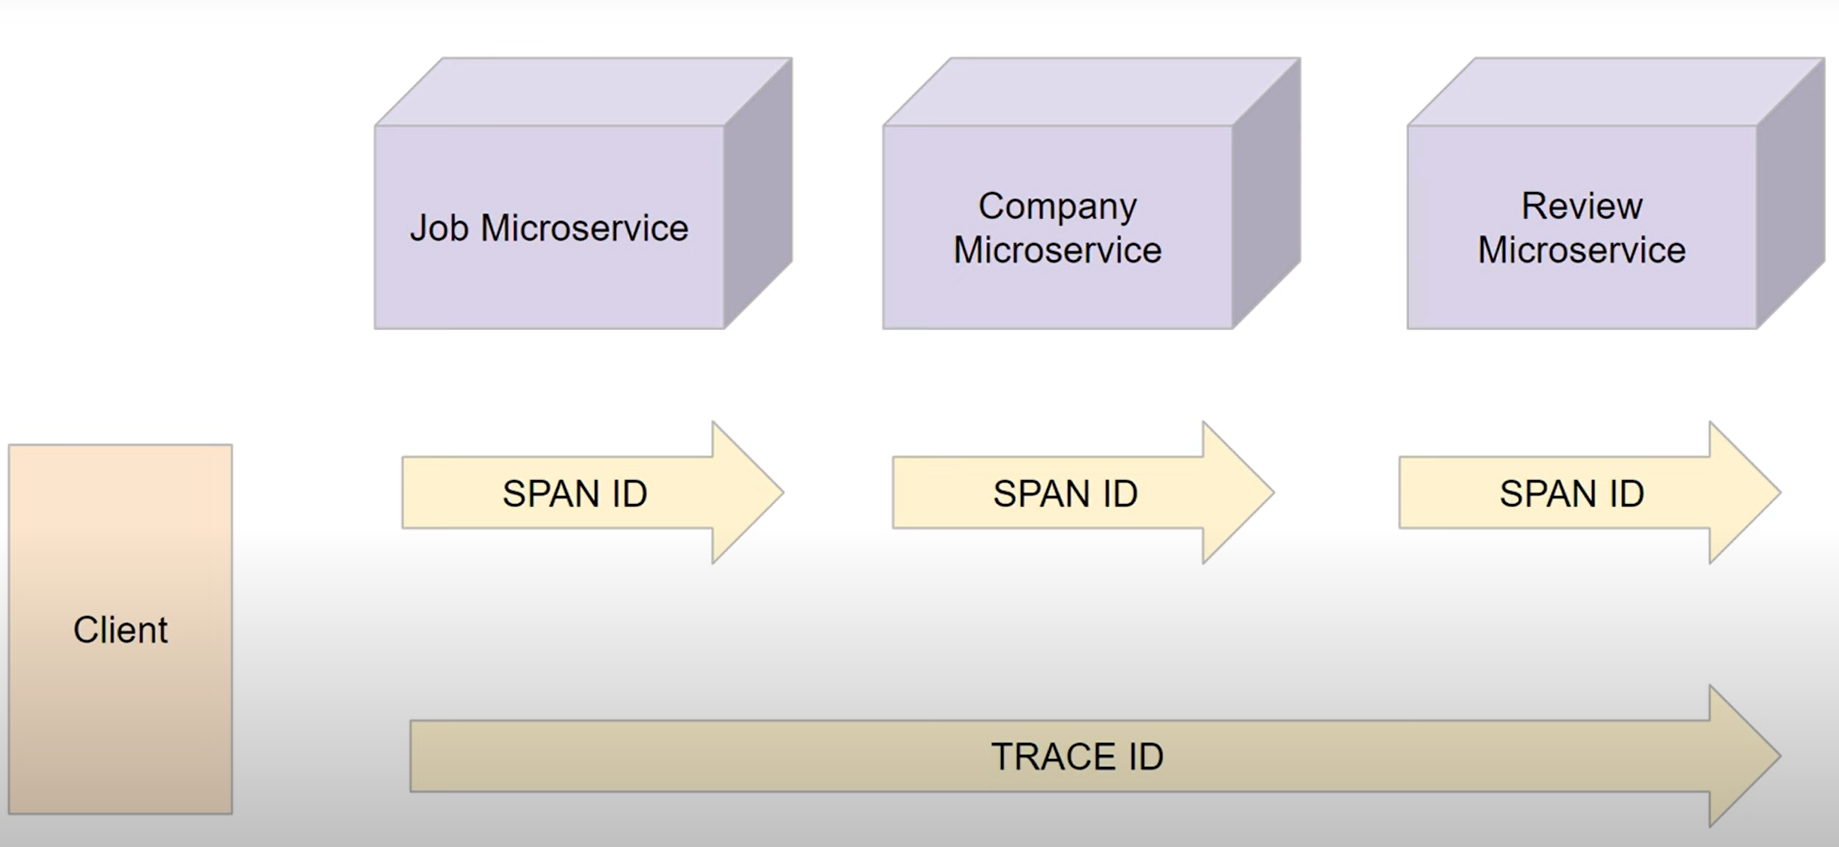 Job Microservice
Company
Microservice
Review
Microservice
SPAN ID
SPAN ID
SPAN ID
Client
TRACE ID